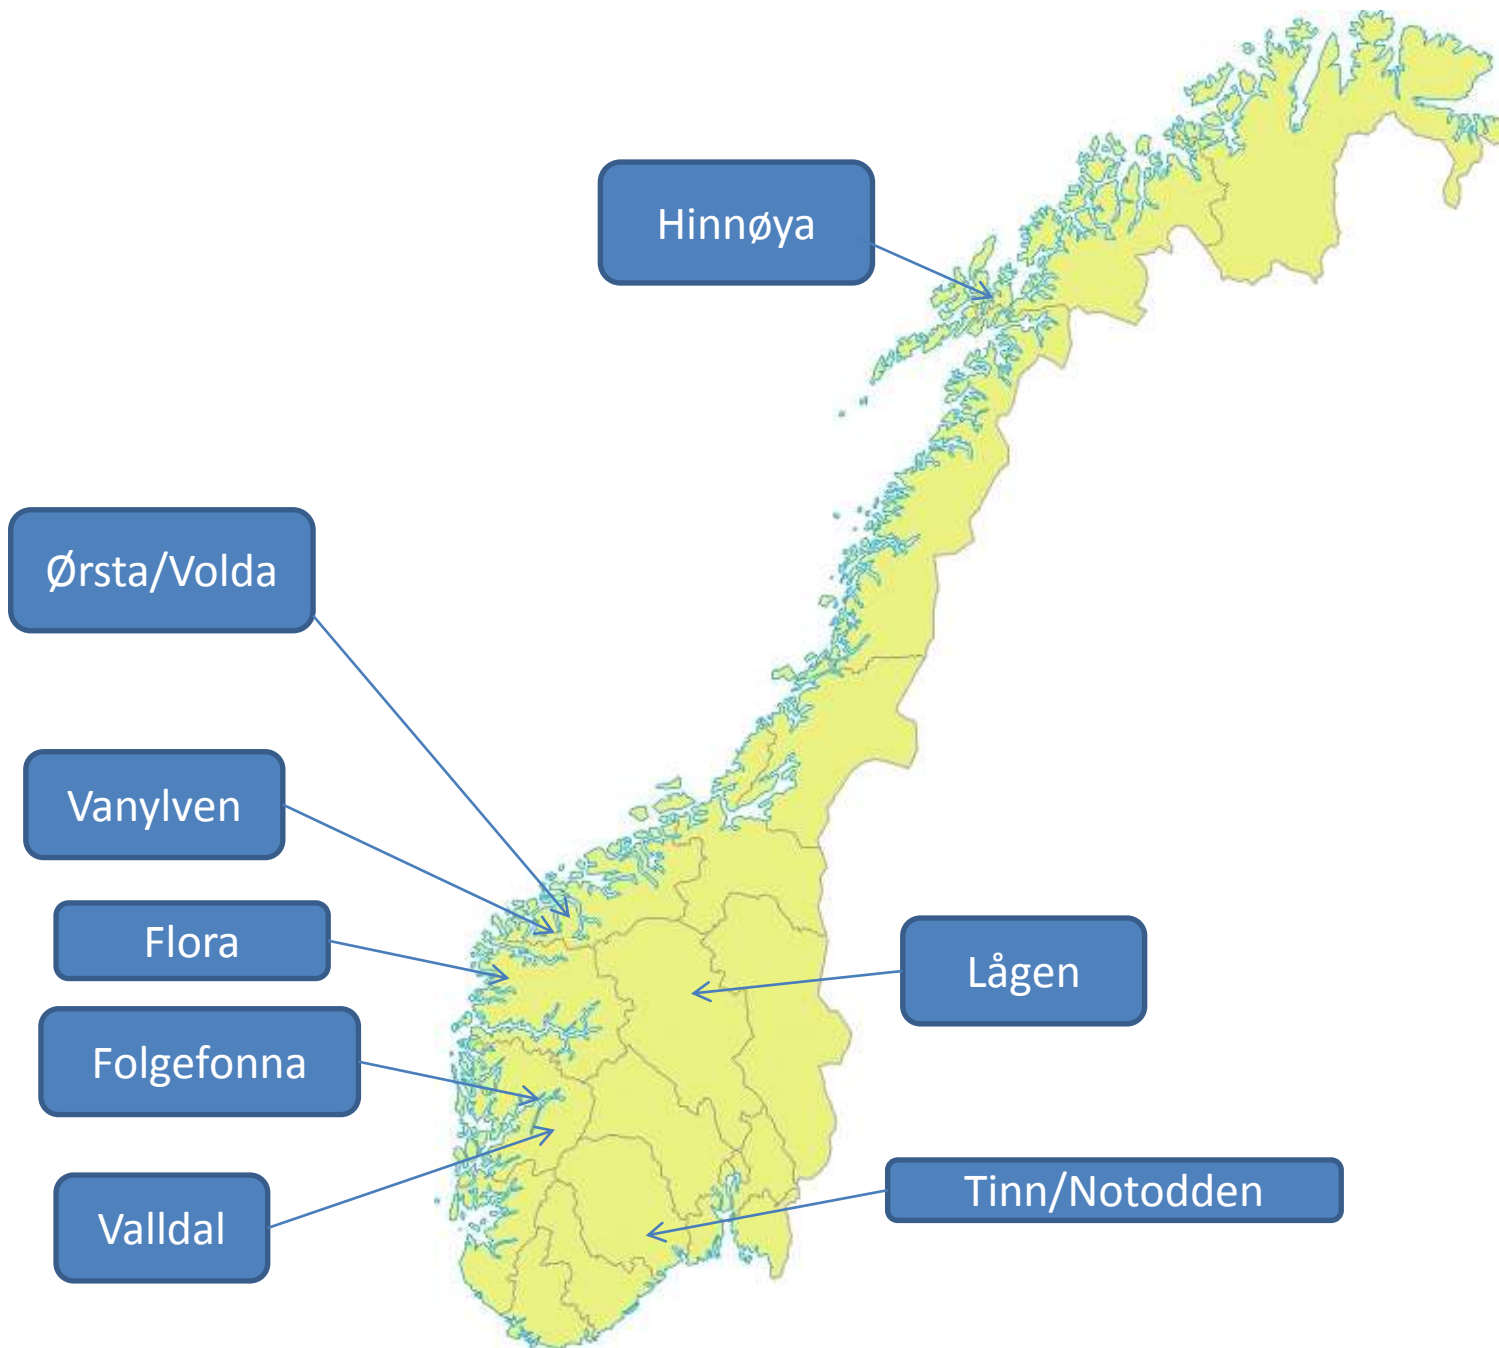 Hinnøya
Ørsta/Volda
Vanylven
Flora
Lågen
Folgefonna
Tinn/Notodden
Valldal